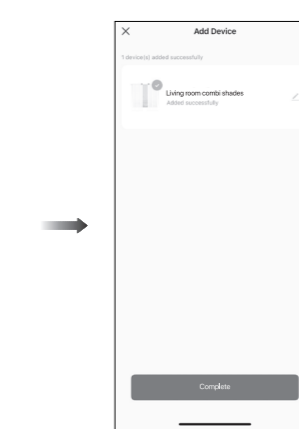 Add Device
1 device(s) added successfully
Living room combi shades
Added successfully
Complete